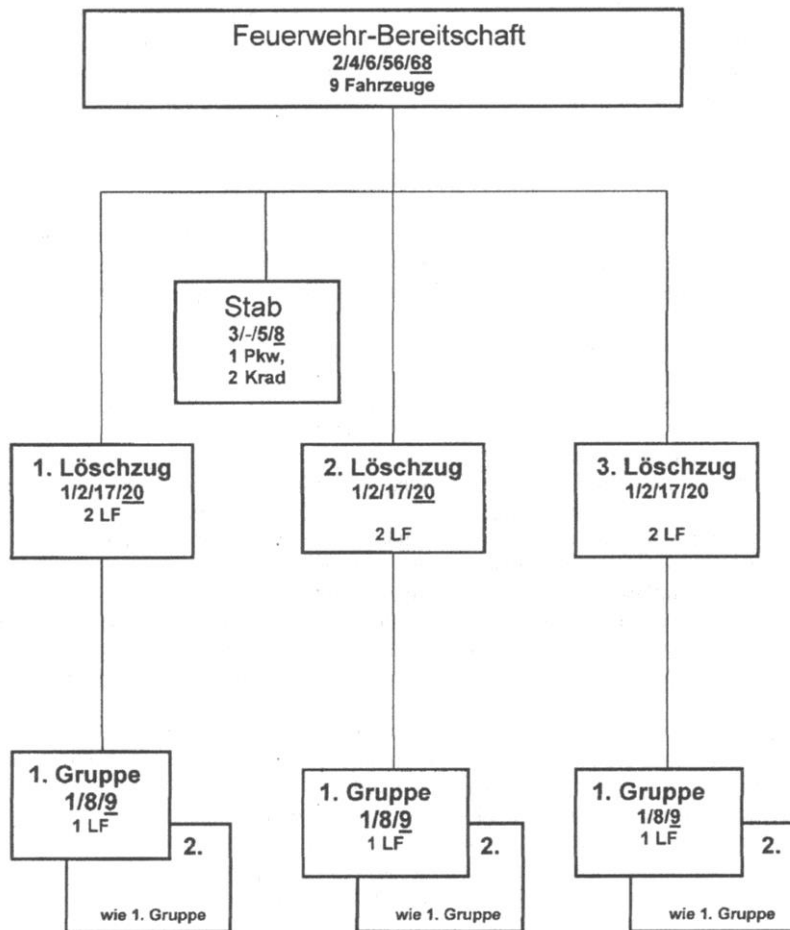 Feuerwehr-Bereitschaft
2/4/6/56/68
9 Fahrzeuge
Stab
3/-/5/8
1 Pkw,
2 Krad
1. Löschzug
1/2/17/20
2 LF
2. Löschzug
1/2/17/20
2 LF
3. Löschzug
1/2/17/20
2 LF
1. Gruppe
1/8/9
1 LF
2.
wie 1. Gruppe
1. Gruppe
1/8/9
1 LF
2.
wie 1. Gruppe
1. Gruppe
1/8/9
1 LF
2.
wie 1. Gruppe